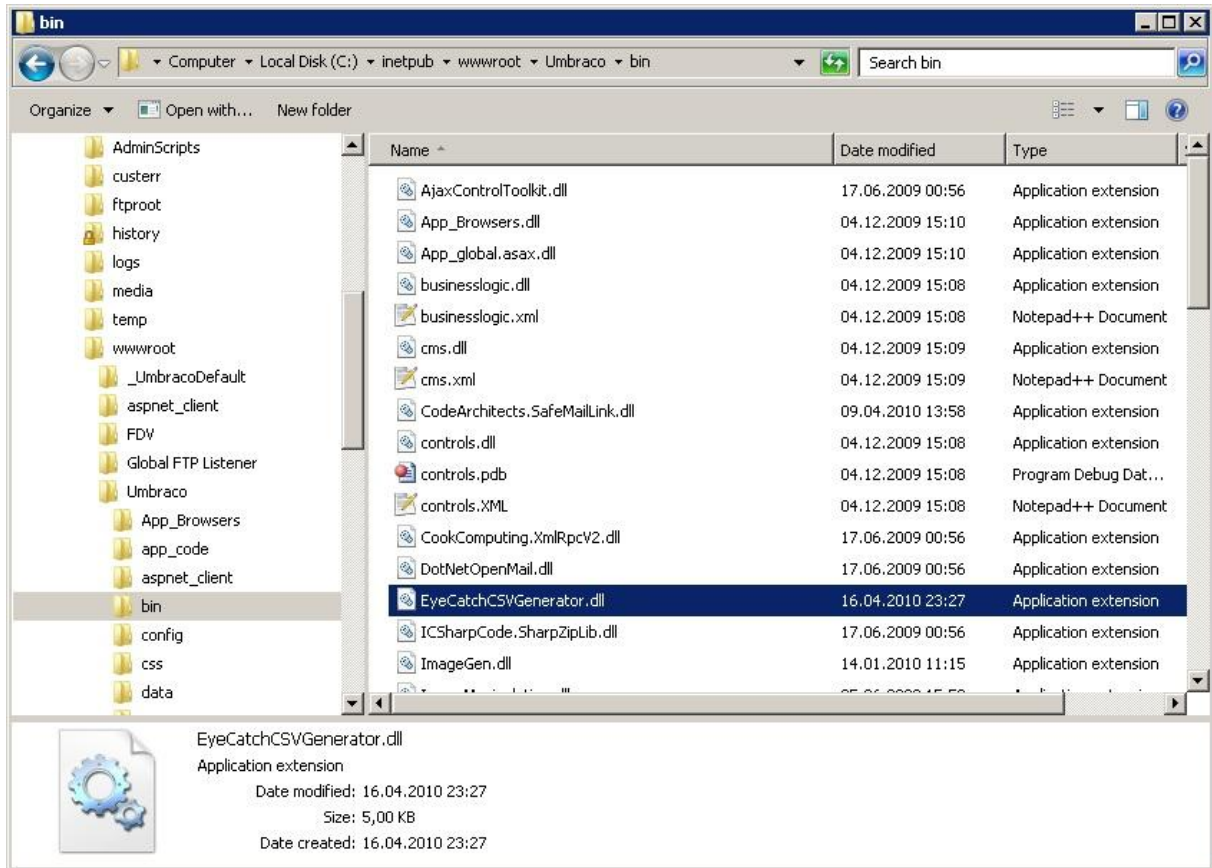 bin
Computer Local Disk (C:) inetpub wwwroot Umbraco bin
Search bin
Organize Open with... New folder
AdminScripts
custerr
ftproot
history
logs
media
temp
wwwroot
_UmbracoDefault
aspnet_client
FDV
Global FTP Listener
Umbraco
App_Browsers
app_code
aspnet_client
bin
config
css
data
Name Date modified Type
AjaxControlToolkit.dll 17.06.2009 00:56 Application extension
App_Browsers.dll 04.12.2009 15:10 Application extension
App_global.asax.dll 04.12.2009 15:10 Application extension
businesslogic.dll 04.12.2009 15:08 Application extension
businesslogic.xml 04.12.2009 15:08 Notepad++ Document
cms.dll 04.12.2009 15:09 Application extension
cms.xml 04.12.2009 15:09 Notepad++ Document
CodeArchitects.SafeMailLink.dll 09.04.2010 13:58 Application extension
controls.dll 04.12.2009 15:08 Application extension
controls.pdb 04.12.2009 15:08 Program Debug Dat...
controls.XML 04.12.2009 15:08 Notepad++ Document
CookComputing.XmlRpcV2.dll 17.06.2009 00:56 Application extension
DotNetOpenMail.dll 17.06.2009 00:56 Application extension
EyeCatchCSVGenerator.dll 16.04.2010 23:27 Application extension
ICSharpCode.SharpZipLib.dll 17.06.2009 00:56 Application extension
ImageGen.dll 14.01.2010 11:15 Application extension
EyeCatchCSVGenerator.dll
Application extension
Date modified: 16.04.2010 23:27
Size: 5,00 KB
Date created: 16.04.2010 23:27